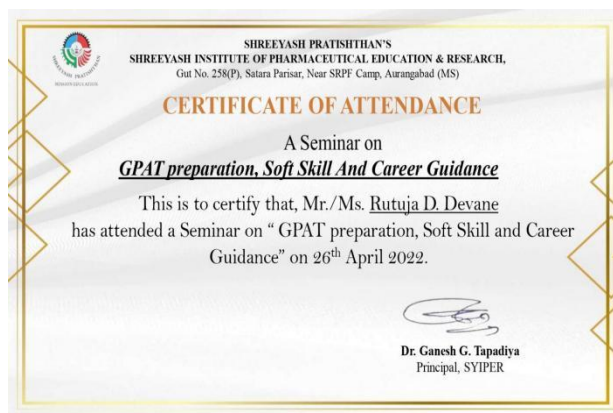 SHREEYASH PRATISHTHAN'S
SHREEYASH INSTITUTE OF PHARMACEUTICAL EDUCATION & RESEARCH,
Gut No. 258(P), Satara Parisar, Near SRPF Camp, Aurangabad (MS)
CERTIFICATE OF ATTENDANCE
A Seminar on
GPAT preparation, Soft Skill And Career Guidance
This is to certify that, Mr./Ms. Rutuja D. Devane
has attended a Seminar on “ GPAT preparation, Soft Skill and Career
Guidance” on 26th April 2022.
Dr. Ganesh G. Tapadiya
Principal, SYIPER